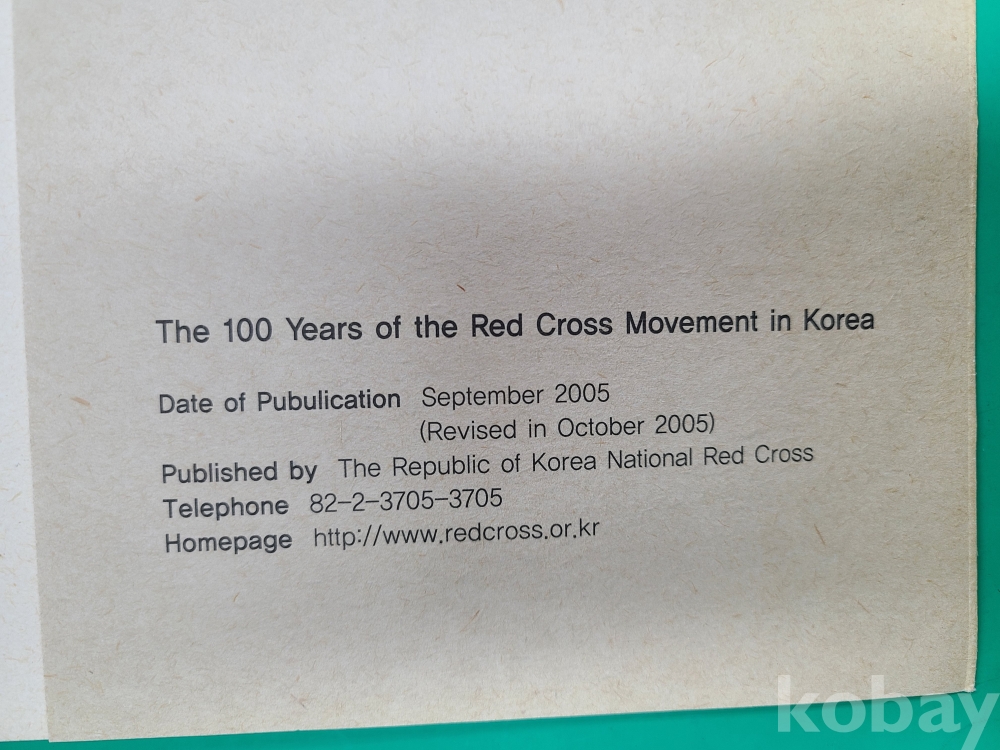 The 100 Years of the Red Cross Movement in Korea
Date of Pubulication September 2005
(Revised in October 2005)
Published by The Republic of Korea National Red Cross
Telephone 82-2-3705-3705
Homepage http://www.redcross.or.kr
kobay